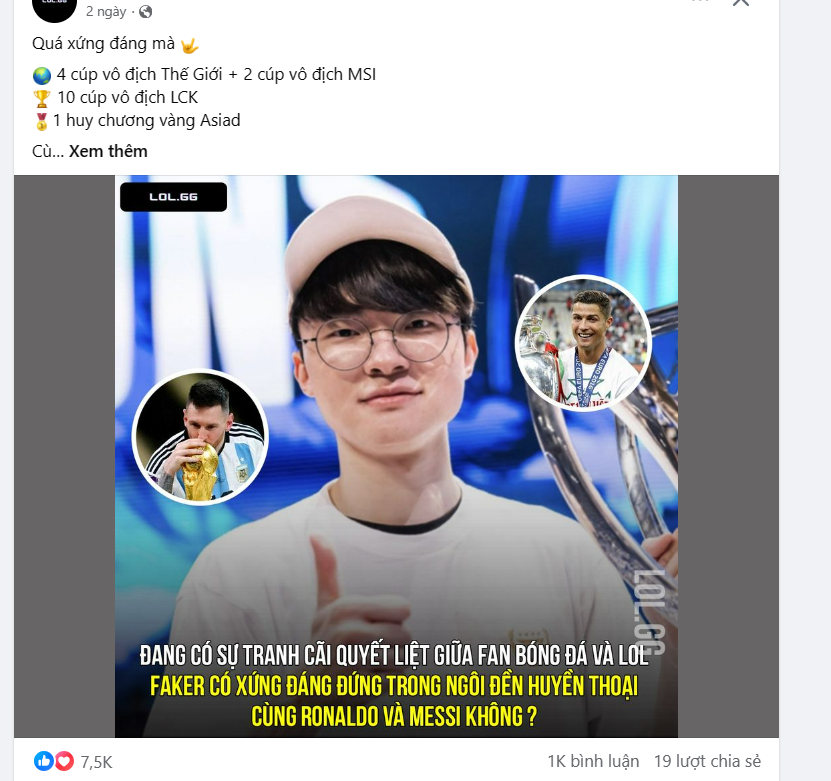 LOL.GG
2 ngày ·
Quá xứng đáng mà 🤟
🌏 4 cúp vô địch Thế Giới + 2 cúp vô địch MSI
🏆 10 cúp vô địch LCK
🏅1 huy chương vàng Asiad
Cù... Xem thêm
LOL.GG
LOL.GG
ĐANG CÓ SỰ TRANH CÃI QUYẾT LIỆT GIỮA FAN BÓNG ĐÁ VÀ LOL
FAKER CÓ XỨNG ĐÁNG ĐỨNG TRONG NGÔI ĐỀN HUYỀN THOẠI
CÙNG RONALDO VÀ MESSI KHÔNG ?
7,5K
1K bình luận 19 lượt chia sẻ